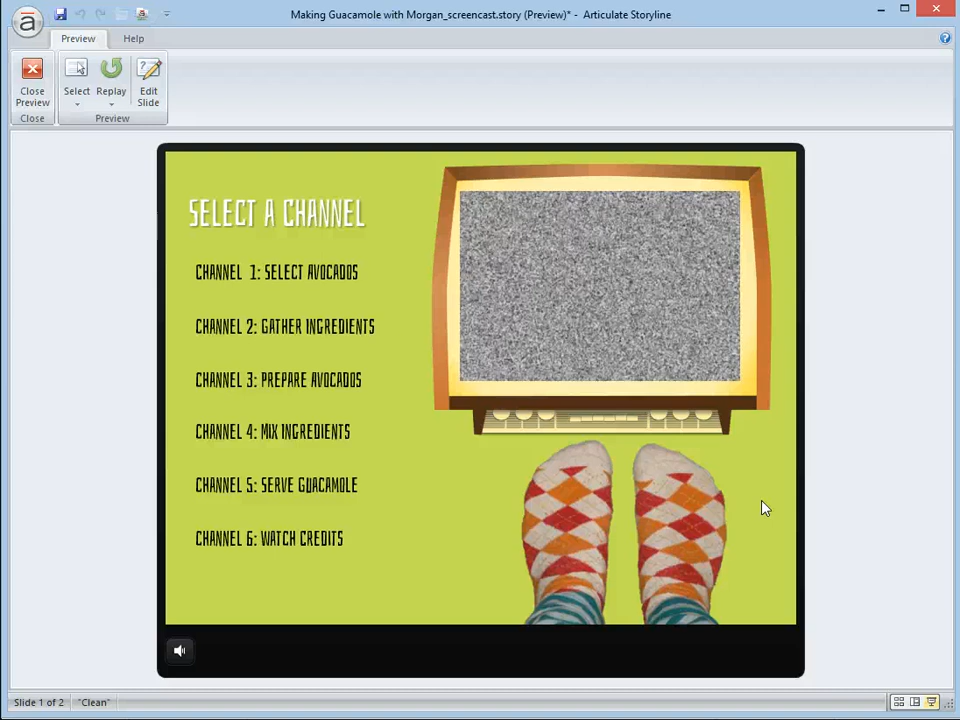 Making Guacamole with Morgan_screencast.story (Preview)* - Articulate Storyline
Preview
Help
Close Preview
Select
Replay
Edit Slide
Close
Preview
SELECT A CHANNEL
CHANNEL 1: SELECT AVOCADOS
CHANNEL 2: GATHER INGREDIENTS
CHANNEL 3: PREPARE AVOCADOS
CHANNEL 4: MIX INGREDIENTS
CHANNEL 5: SERVE GUACAMOLE
CHANNEL 6: WATCH CREDITS
Slide 1 of 2
"Clean"